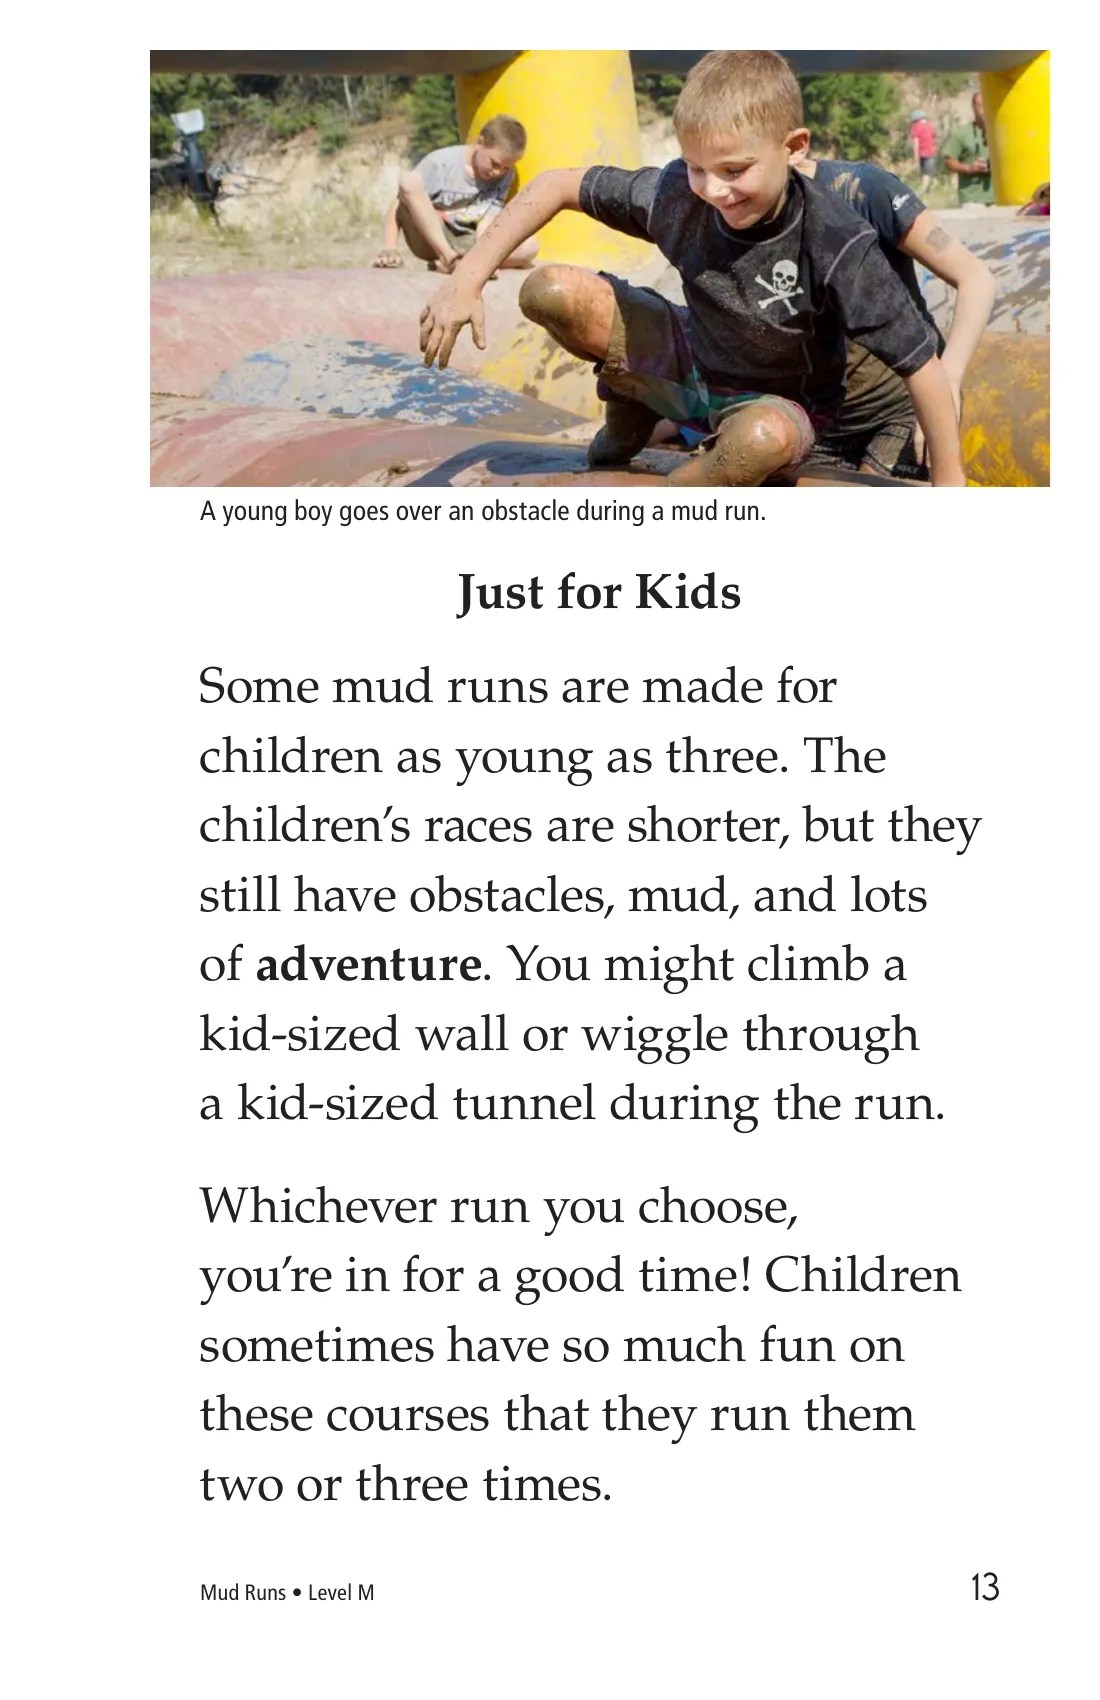 A young boy goes over an obstacle during a mud run.
Just for Kids
Some mud runs are made for
children as young as three. The
children’s races are shorter, but they
still have obstacles, mud, and lots
of adventure. You might climb a
kid-sized wall or wiggle through
a kid-sized tunnel during the run.
Whichever run you choose,
you’re in for a good time! Children
sometimes have so much fun on
these courses that they run them
two or three times.
Mud Runs • Level M
13